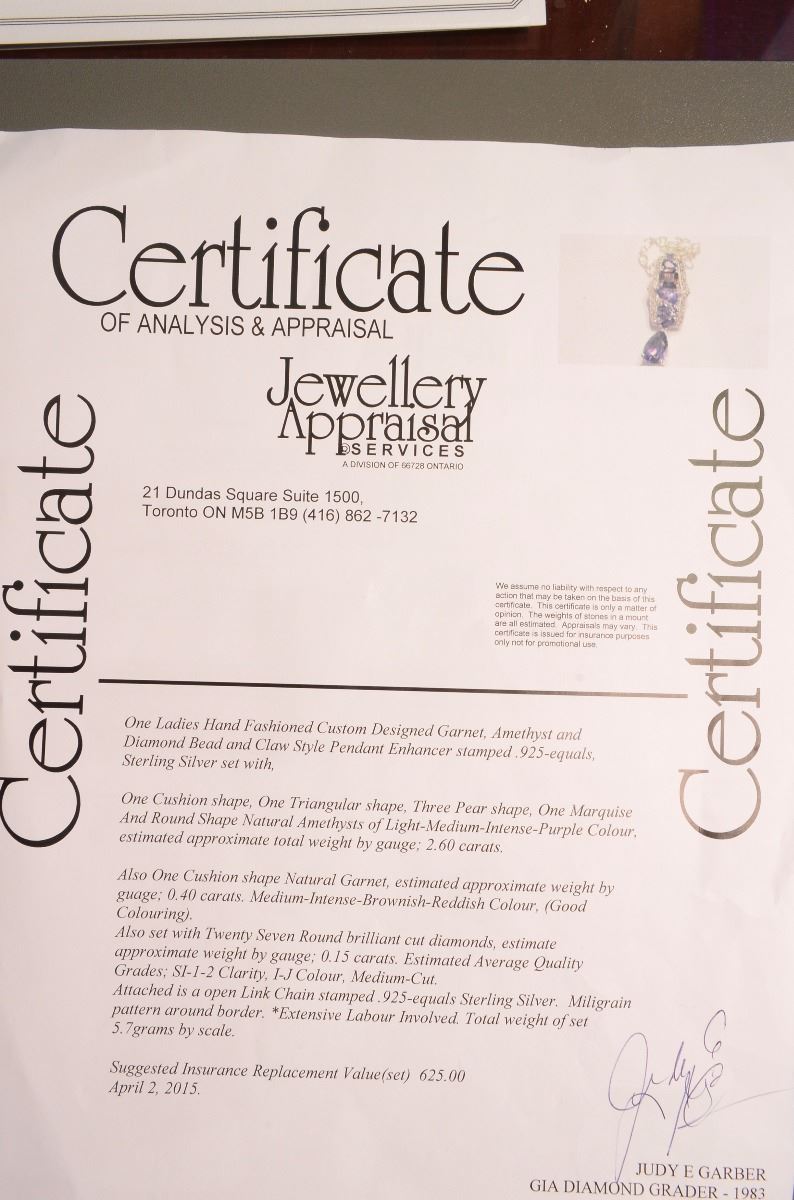 Certificate
OF ANALYSIS & APPRAISAL
Jewellery
Appraisal
©SERVICES
A DIVISION OF 66728 ONTARIO
21 Dundas Square Suite 1500,
Toronto ON M5B 1B9 (416) 862 -7132
Certificate
Certificate
We assume no liability with respect to any
action that may be taken on the basis of this
certificate. This certificate is only a matter of
opinion. The weights of stones in a mount
are all estimated. Appraisals may vary. This
certificate is issued for insurance purposes
only not for promotional use.
One Ladies Hand Fashioned Custom Designed Garnet, Amethyst and
Diamond Bead and Claw Style Pendant Enhancer stamped .925-equals,
Sterling Silver set with,
One Cushion shape, One Triangular shape, Three Pear shape, One Marquise
And Round Shape Natural Amethysts of Light-Medium-Intense-Purple Colour,
estimated approximate total weight by gauge; 2.60 carats.
Also One Cushion shape Natural Garnet, estimated approximate weight by
guage; 0.40 carats. Medium-Intense-Brownish-Reddish Colour, (Good
Colouring).
Also set with Twenty Seven Round brilliant cut diamonds, estimate
approximate weight by gauge; 0.15 carats. Estimated Average Quality
Grades; SI-1-2 Clarity, I-J Colour, Medium-Cut.
Attached is a open Link Chain stamped .925-equals Sterling Silver. Miligrain
pattern around border. *Extensive Labour Involved. Total weight of set
5.7grams by scale.
Suggested Insurance Replacement Value(set) 625.00
April 2, 2015.
JUDY E GARBER
GIA DIAMOND GRADER - 1983